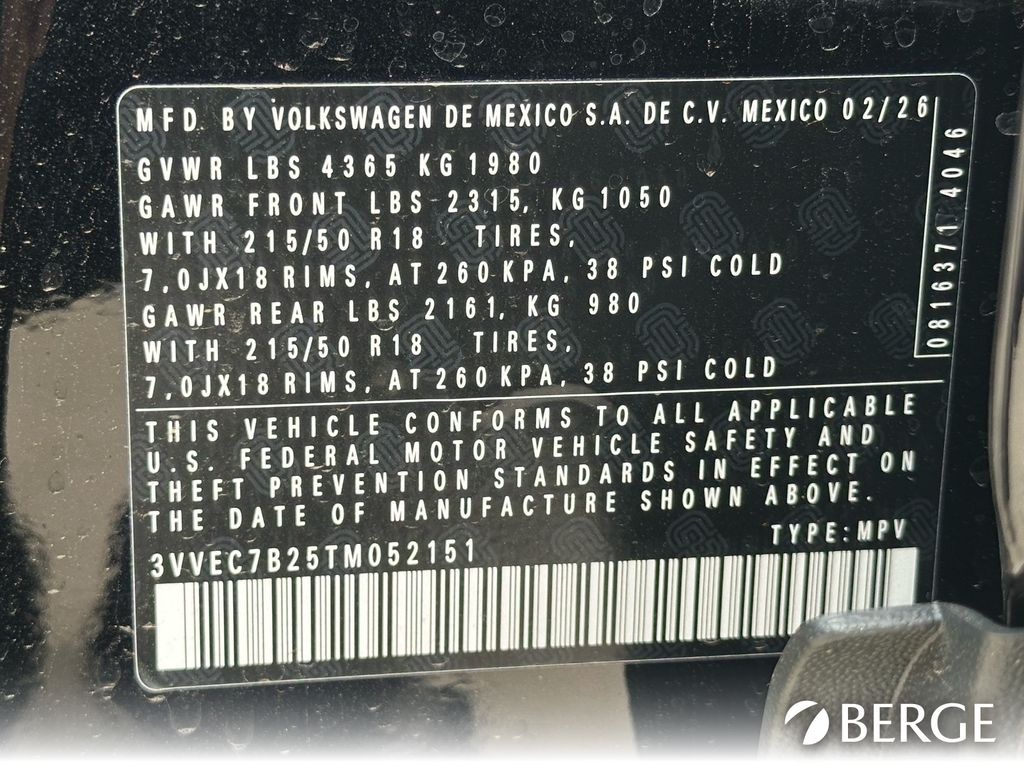 MFD. BY VOLKSWAGEN DE MEXICO S.A. DE C.V. MEXICO 02/26
GVWR LBS 4365 KG 1980
GAWR FRONT LBS 2315, KG 1050
WITH 215/50 R18 TIRES,
7,0JX18 RIMS, AT 260 KPA, 38 PSI COLD
GAWR REAR LBS 2161, KG 980
WITH 215/50 R18 TIRES,
7,0JX18 RIMS, AT 260 KPA, 38 PSI COLD
08163714046
THIS VEHICLE CONFORMS TO ALL APPLICABLE
U.S. FEDERAL MOTOR VEHICLE SAFETY AND
THEFT PREVENTION STANDARDS IN EFFECT ON
THE DATE OF MANUFACTURE SHOWN ABOVE.
3VVEC7B25TM052151 TYPE: MPV
BERGE